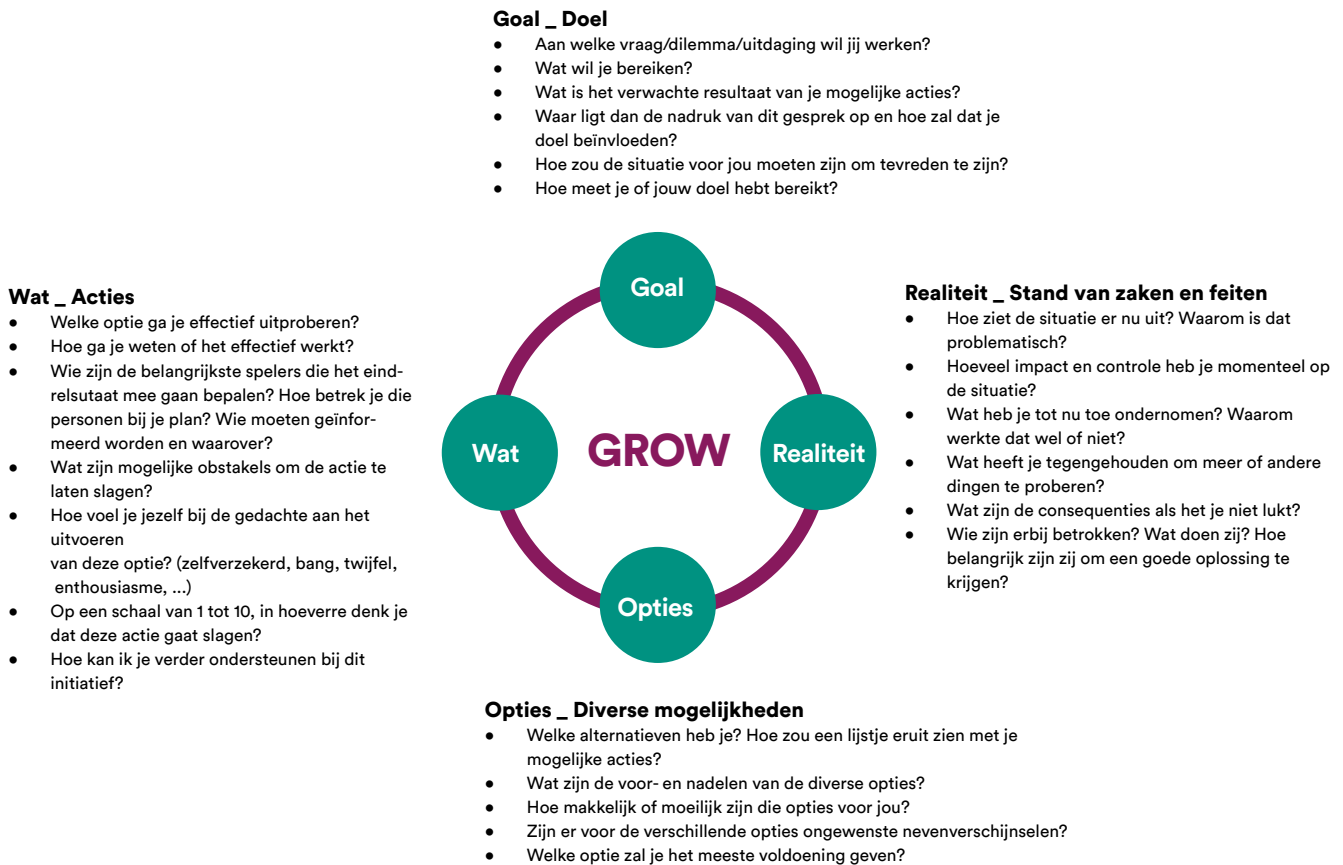 Goal _ Doel
● Aan welke vraag/dilemma/uitdaging wil jij werken?
● Wat wil je bereiken?
● Wat is het verwachte resultaat van je mogelijke acties?
● Waar ligt dan de nadruk van dit gesprek op en hoe zal dat je
doel beïnvloeden?
● Hoe zou de situatie voor jou moeten zijn om tevreden te zijn?
● Hoe meet je of jouw doel hebt bereikt?
Goal
Wat
GROW
Realiteit
Opties
Wat _ Acties
● Welke optie ga je effectief uitproberen?
● Hoe ga je weten of het effectief werkt?
● Wie zijn de belangrijkste spelers die het eind-
relsutaat mee gaan bepalen? Hoe betrek je die
personen bij je plan? Wie moeten geïnfor-
meerd worden en waarover?
● Wat zijn mogelijke obstakels om de actie te
laten slagen?
● Hoe voel je jezelf bij de gedachte aan het
uitvoeren
van deze optie? (zelfverzekerd, bang, twijfel,
enthousiasme, ...)
● Op een schaal van 1 tot 10, in hoeverre denk je
dat deze actie gaat slagen?
● Hoe kan ik je verder ondersteunen bij dit
initiatief?
Realiteit _ Stand van zaken en feiten
● Hoe ziet de situatie er nu uit? Waarom is dat
problematisch?
● Hoeveel impact en controle heb je momenteel op
de situatie?
● Wat heb je tot nu toe ondernomen? Waarom
werkte dat wel of niet?
● Wat heeft je tegengehouden om meer of andere
dingen te proberen?
● Wat zijn de consequenties als het je niet lukt?
● Wie zijn erbij betrokken? Wat doen zij? Hoe
belangrijk zijn zij om een goede oplossing te
krijgen?
Opties _ Diverse mogelijkheden
● Welke alternatieven heb je? Hoe zou een lijstje eruit zien met je
mogelijke acties?
● Wat zijn de voor- en nadelen van de diverse opties?
● Hoe makkelijk of moeilijk zijn die opties voor jou?
● Zijn er voor de verschillende opties ongewenste nevenverschijnselen?
● Welke optie zal je het meeste voldoening geven?